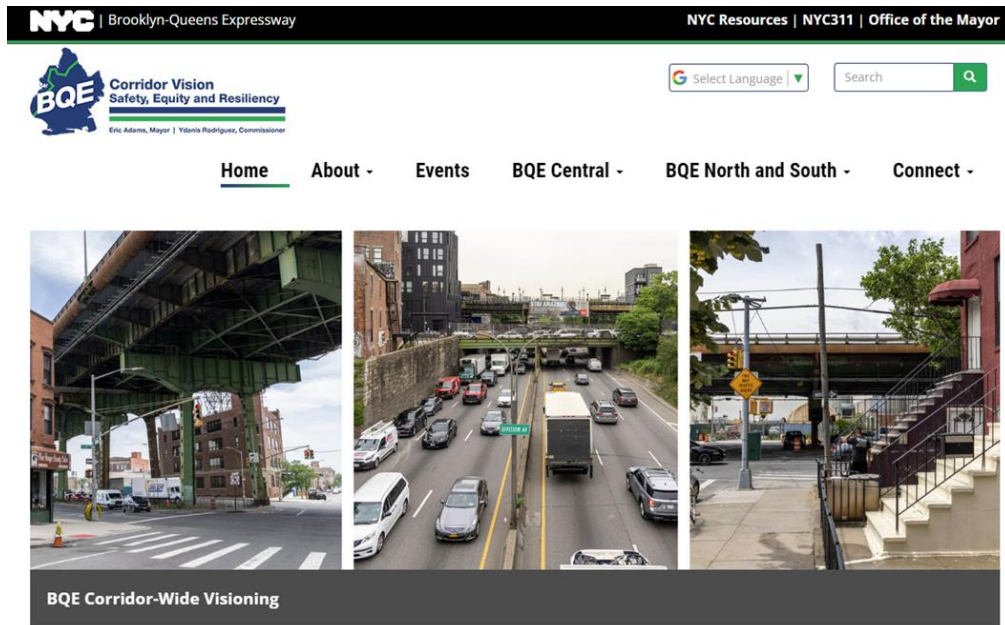 NYC | Brooklyn-Queens Expressway
NYC Resources | NYC311 | Office of the Mayor
BQE
Corridor Vision
Safety, Equity and Resiliency
Eric Adams, Mayor | Ydanis Rodriguez, Commissioner
G Select Language | ▼
Search
Home
About
Events
BQE Central
BQE North and South
Connect
DIVISION AV
BQE Corridor-Wide Visioning